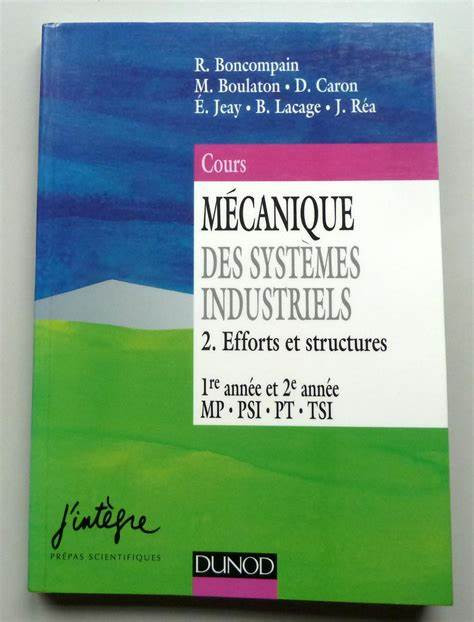 R. Boncompain
M. Boulaton • D. Caron
É. Jeay • B. Lacage • J. Réa
Cours
MÉCANIQUE
DES SYSTÈMES
INDUSTRIELS
2. Efforts et structures
1re année et 2e année
MP • PSI • PT • TSI
J'intègre
PRÉPAS SCIENTIFIQUES
DUNOD